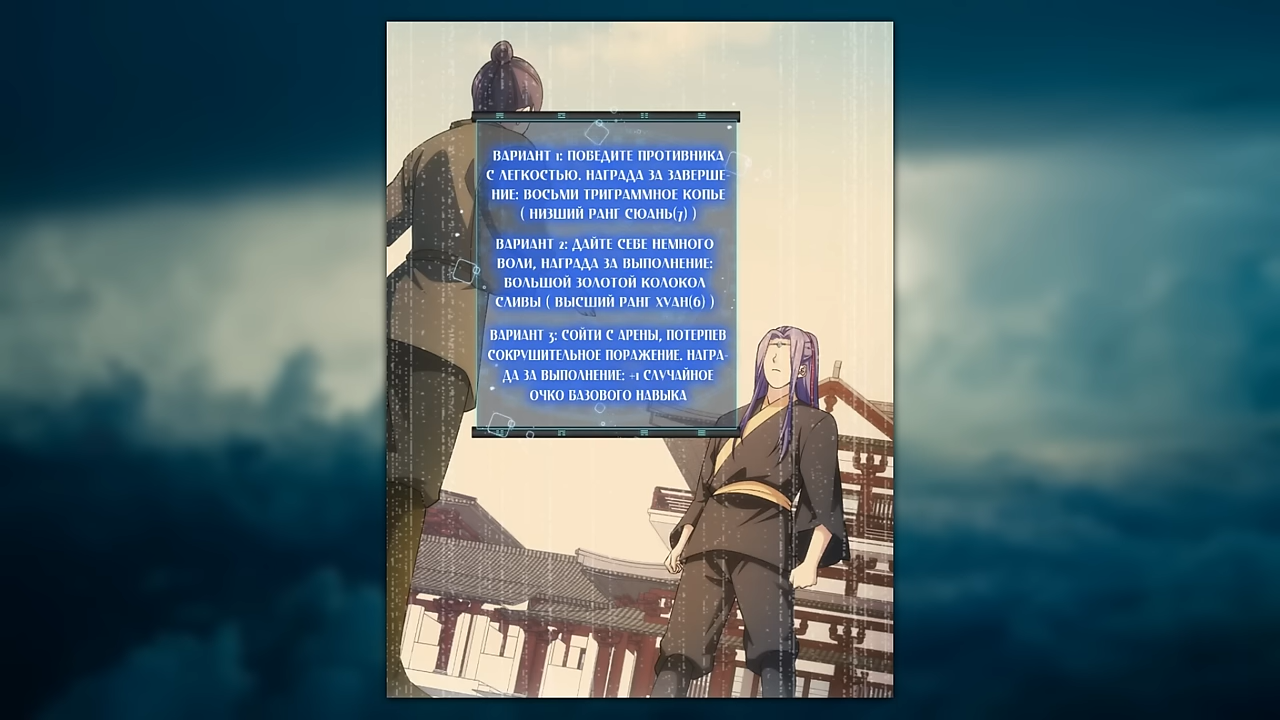 ВАРИАНТ 1: ПОБЕДИТЕ ПРОТИВНИКА
С ЛЕГКОСТЬЮ. НАГРАДА ЗА ЗАВЕРШЕ-
НИЕ: ВОСЬМИ ТРИГРАММНОЕ КОПЬЕ
( НИЗШИЙ РАНГ СЮАНЬ(7) )
ВАРИАНТ 2: ДАЙТЕ СЕБЕ НЕМНОГО
ВОЛИ, НАГРАДА ЗА ВЫПОЛНЕНИЕ:
БОЛЬШОЙ ЗОЛОТОЙ КОЛОКОЛ
СЛИВЫ ( ВЫСШИЙ РАНГ ХУАН(6) )
ВАРИАНТ 3: СОЙТИ С АРЕНЫ, ПОТЕРПЕВ
СОКРУШИТЕЛЬНОЕ ПОРАЖЕНИЕ. НАГРА-
ДА ЗА ВЫПОЛНЕНИЕ: +1 СЛУЧАЙНОЕ
ОЧКО БАЗОВОГО НАВЫКА